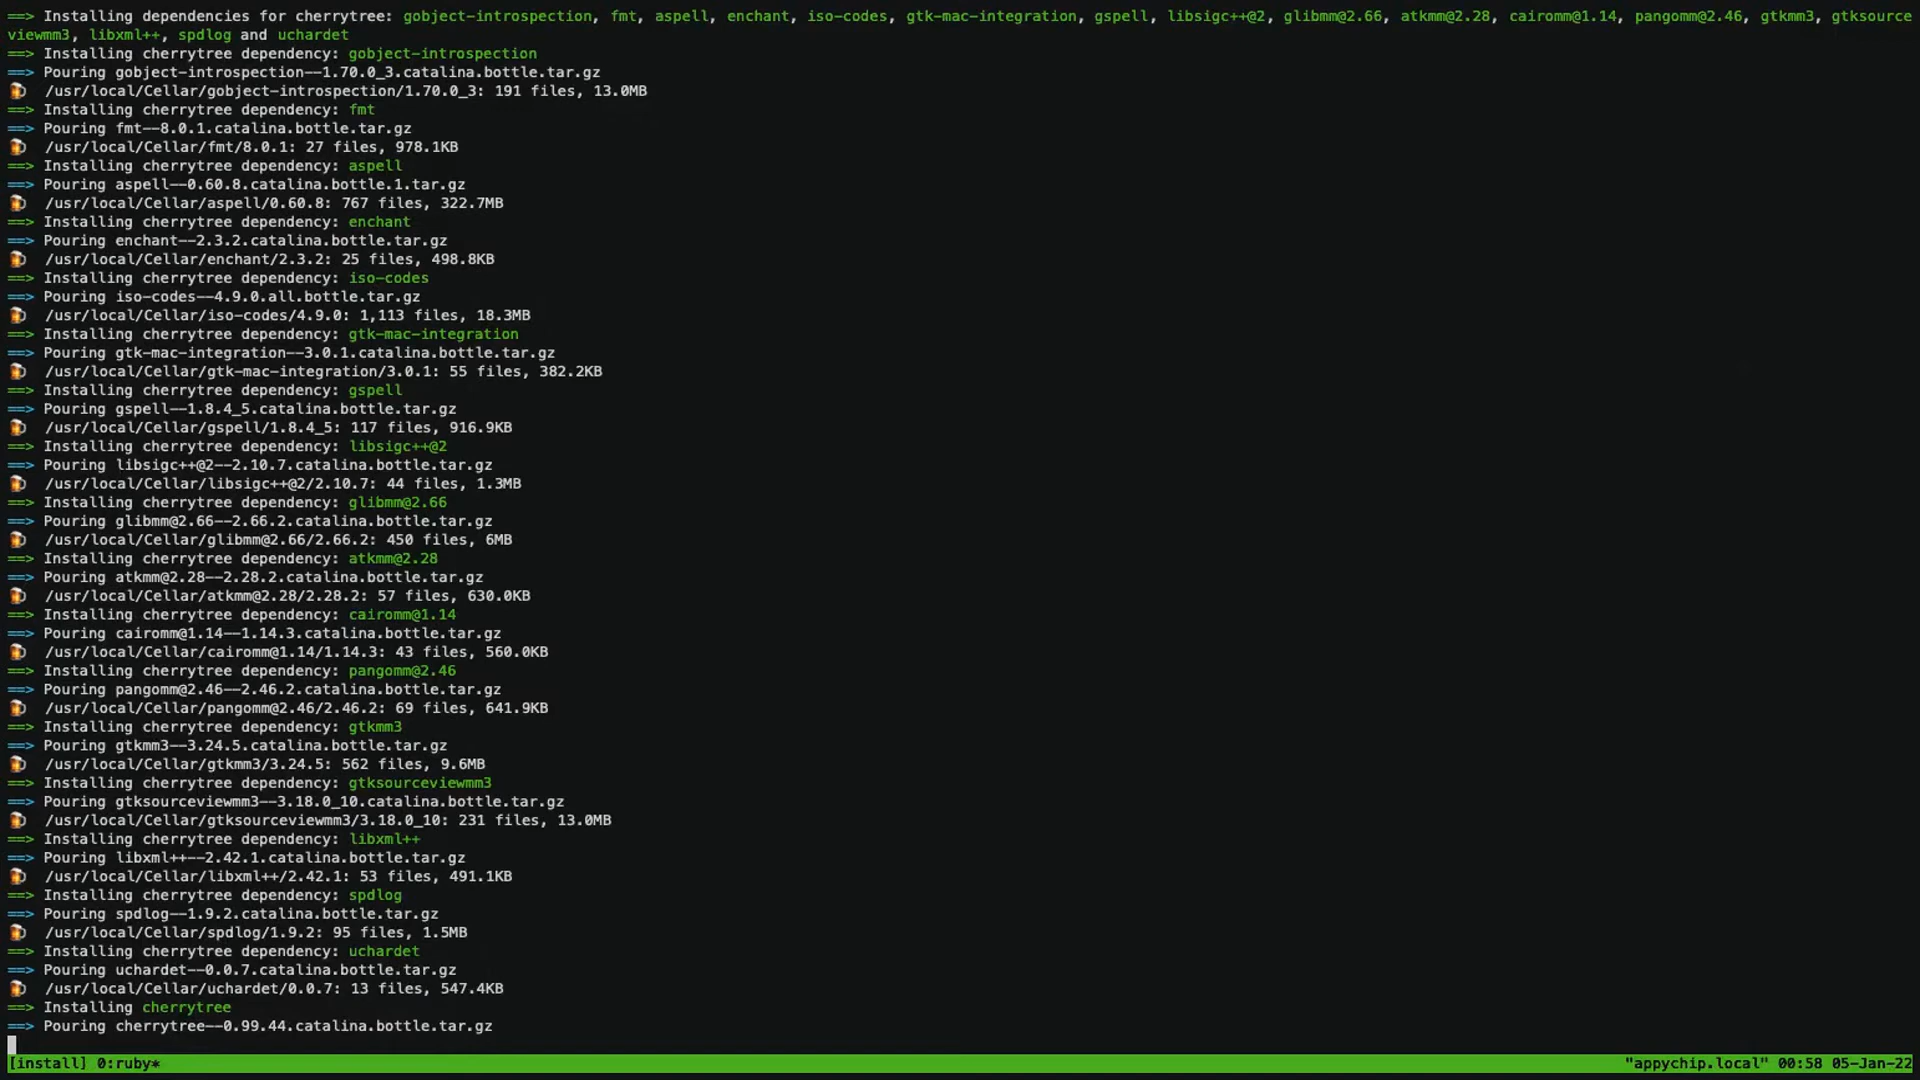 ==> Installing dependencies for cherrytree: gobject-introspection, fmt, aspell, enchant, iso-codes, gtk-mac-integration, gspell, libsigc++@2, glibmm@2.66, atkmm@2.28, cairomm@1.14, pangomm@2.46, gtkmm3, gtksource
viewmm3, libxml++, spdlog and uchardet
==> Installing cherrytree dependency: gobject-introspection
==> Pouring gobject-introspection--1.70.0_3.catalina.bottle.tar.gz
🍺  /usr/local/Cellar/gobject-introspection/1.70.0_3: 191 files, 13.0MB
==> Installing cherrytree dependency: fmt
==> Pouring fmt--8.0.1.catalina.bottle.tar.gz
🍺  /usr/local/Cellar/fmt/8.0.1: 27 files, 978.1KB
==> Installing cherrytree dependency: aspell
==> Pouring aspell--0.60.8.catalina.bottle.1.tar.gz
🍺  /usr/local/Cellar/aspell/0.60.8: 767 files, 322.7MB
==> Installing cherrytree dependency: enchant
==> Pouring enchant--2.3.2.catalina.bottle.tar.gz
🍺  /usr/local/Cellar/enchant/2.3.2: 25 files, 498.8KB
==> Installing cherrytree dependency: iso-codes
==> Pouring iso-codes--4.9.0.all.bottle.tar.gz
🍺  /usr/local/Cellar/iso-codes/4.9.0: 1,113 files, 18.3MB
==> Installing cherrytree dependency: gtk-mac-integration
==> Pouring gtk-mac-integration--3.0.1.catalina.bottle.tar.gz
🍺  /usr/local/Cellar/gtk-mac-integration/3.0.1: 55 files, 382.2KB
==> Installing cherrytree dependency: gspell
==> Pouring gspell--1.8.4_5.catalina.bottle.tar.gz
🍺  /usr/local/Cellar/gspell/1.8.4_5: 117 files, 916.9KB
==> Installing cherrytree dependency: libsigc++@2
==> Pouring libsigc++@2--2.10.7.catalina.bottle.tar.gz
🍺  /usr/local/Cellar/libsigc++@2/2.10.7: 44 files, 1.3MB
==> Installing cherrytree dependency: glibmm@2.66
==> Pouring glibmm@2.66--2.66.2.catalina.bottle.tar.gz
🍺  /usr/local/Cellar/glibmm@2.66/2.66.2: 450 files, 6MB
==> Installing cherrytree dependency: atkmm@2.28
==> Pouring atkmm@2.28--2.28.2.catalina.bottle.tar.gz
🍺  /usr/local/Cellar/atkmm@2.28/2.28.2: 57 files, 630.0KB
==> Installing cherrytree dependency: cairomm@1.14
==> Pouring cairomm@1.14--1.14.3.catalina.bottle.tar.gz
🍺  /usr/local/Cellar/cairomm@1.14/1.14.3: 43 files, 560.0KB
==> Installing cherrytree dependency: pangomm@2.46
==> Pouring pangomm@2.46--2.46.2.catalina.bottle.tar.gz
🍺  /usr/local/Cellar/pangomm@2.46/2.46.2: 69 files, 641.9KB
==> Installing cherrytree dependency: gtkmm3
==> Pouring gtkmm3--3.24.5.catalina.bottle.tar.gz
🍺  /usr/local/Cellar/gtkmm3/3.24.5: 562 files, 9.6MB
==> Installing cherrytree dependency: gtksourceviewmm3
==> Pouring gtksourceviewmm3--3.18.0_10.catalina.bottle.tar.gz
🍺  /usr/local/Cellar/gtksourceviewmm3/3.18.0_10: 231 files, 13.0MB
==> Installing cherrytree dependency: libxml++
==> Pouring libxml++--2.42.1.catalina.bottle.tar.gz
🍺  /usr/local/Cellar/libxml++/2.42.1: 53 files, 491.1KB
==> Installing cherrytree dependency: spdlog
==> Pouring spdlog--1.9.2.catalina.bottle.tar.gz
🍺  /usr/local/Cellar/spdlog/1.9.2: 95 files, 1.5MB
==> Installing cherrytree dependency: uchardet
==> Pouring uchardet--0.0.7.catalina.bottle.tar.gz
🍺  /usr/local/Cellar/uchardet/0.0.7: 13 files, 547.4KB
==> Installing cherrytree
==> Pouring cherrytree--0.99.44.catalina.bottle.tar.gz
[install] 0:ruby* "appychip.local" 00:58 05-Jan-22